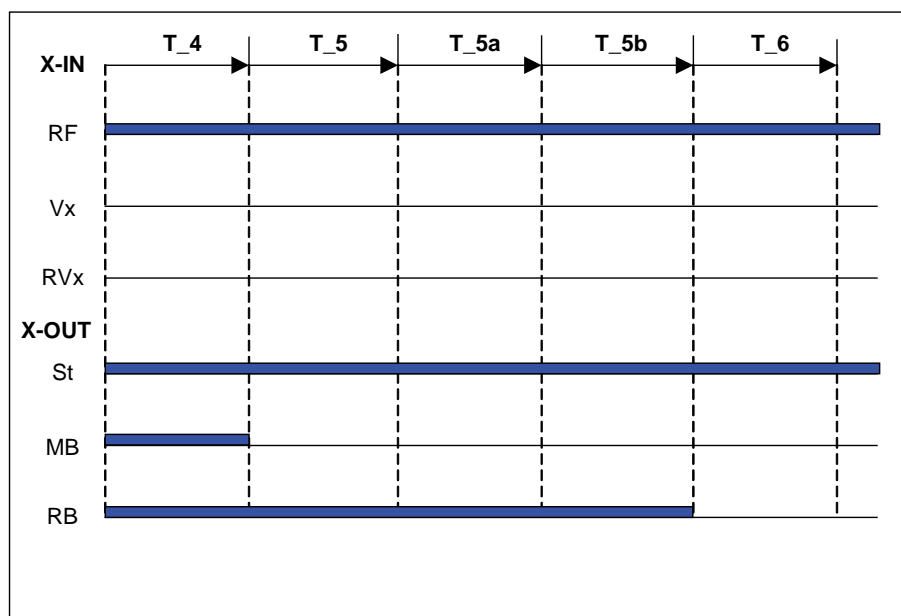 T_4 T_5 T_5a T_5b T_6
X-IN
RF
Vx
RVx
X-OUT
St
MB
RB